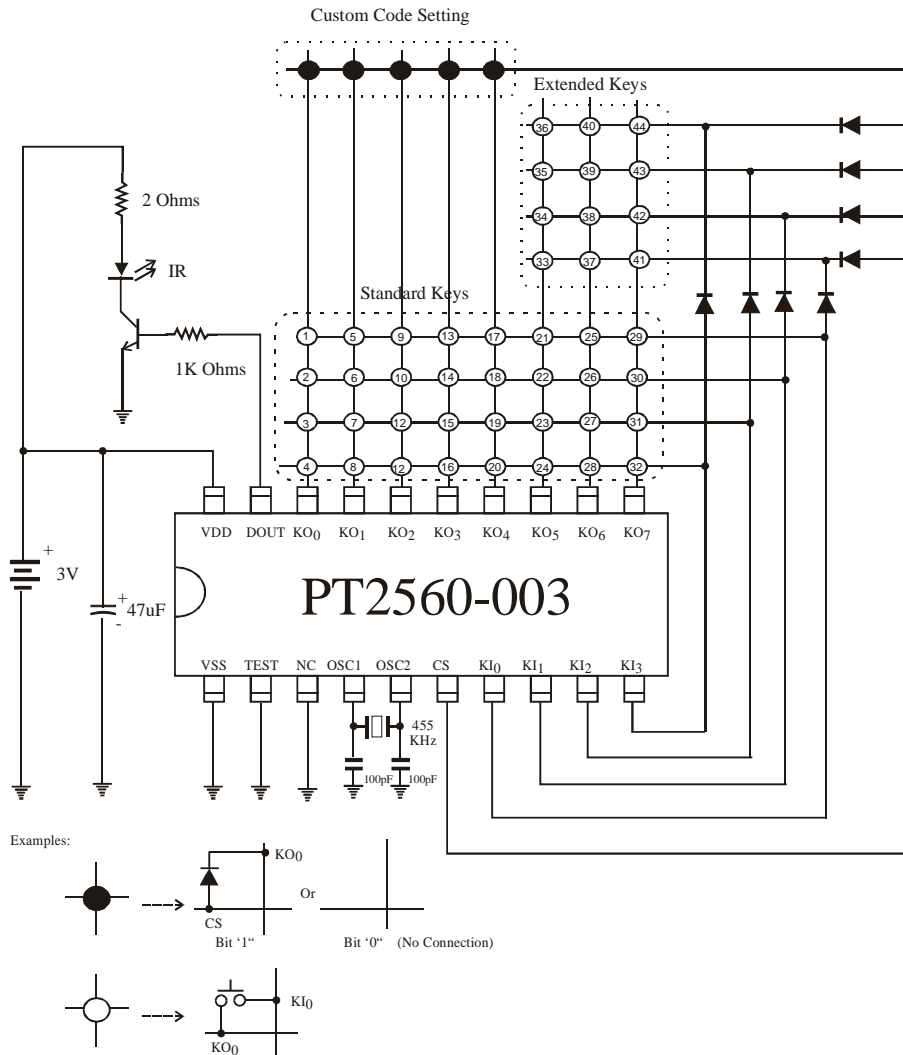 Custom Code Setting
Extended Keys
36 40 44
35 39 43
2 Ohms
34 38 42
33 37 41
IR
Standard Keys
1 5 9 13 17 21 25 29
1K Ohms
2 6 10 14 18 22 26 30
3 7 12 15 19 23 27 31
4 8 12 16 20 24 28 32
VDD DOUT KO0 KO1 KO2 KO3 KO4 KO5 KO6 KO7
+
3V
PT2560-003
+
47uF
-
VSS TEST NC OSC1 OSC2 CS KI0 KI1 KI2 KI3
455
KHz
100pF 100pF
Examples:
KO0
Or
CS
Bit ‘1“ Bit ‘0“ (No Connection)
KI0
KO0